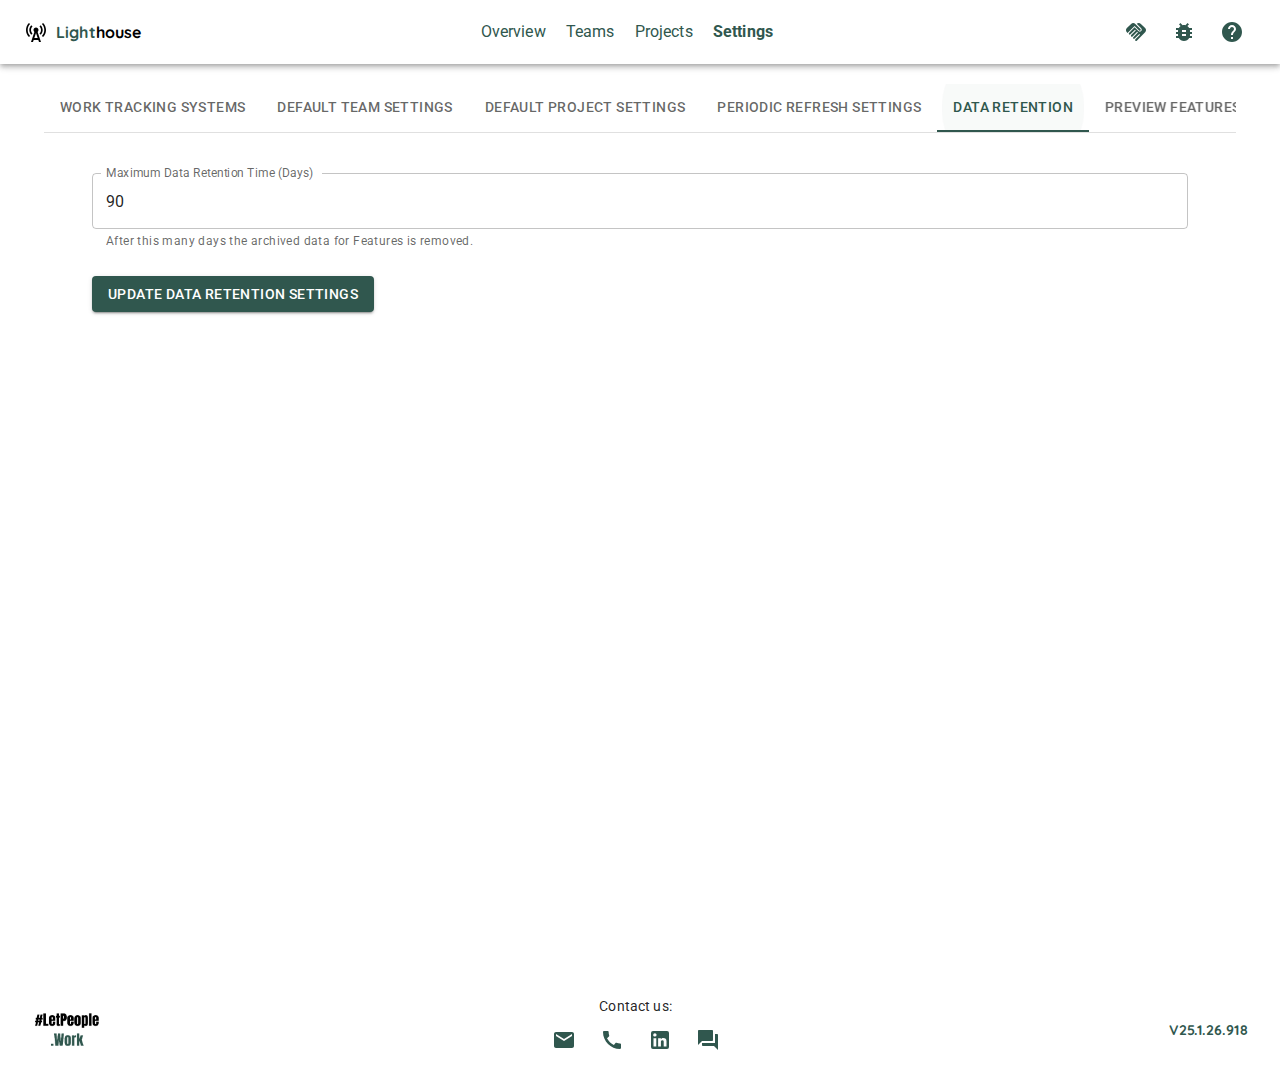 Lighthouse
Overview Teams Projects Settings
WORK TRACKING SYSTEMS DEFAULT TEAM SETTINGS DEFAULT PROJECT SETTINGS PERIODIC REFRESH SETTINGS DATA RETENTION PREVIEW FEATURES
Maximum Data Retention Time (Days)
90
After this many days the archived data for Features is removed.
UPDATE DATA RETENTION SETTINGS
Contact us:
#LetPeople
.Work
V25.1.26.918